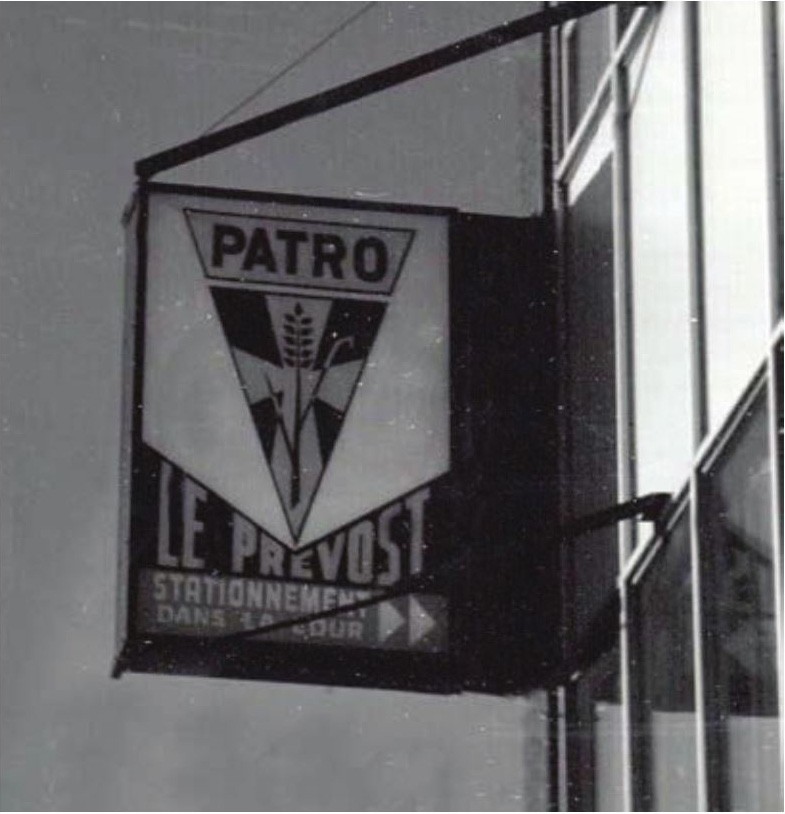 PATRO
LE PREVOST
STATIONNEMENT
DANS LA COUR